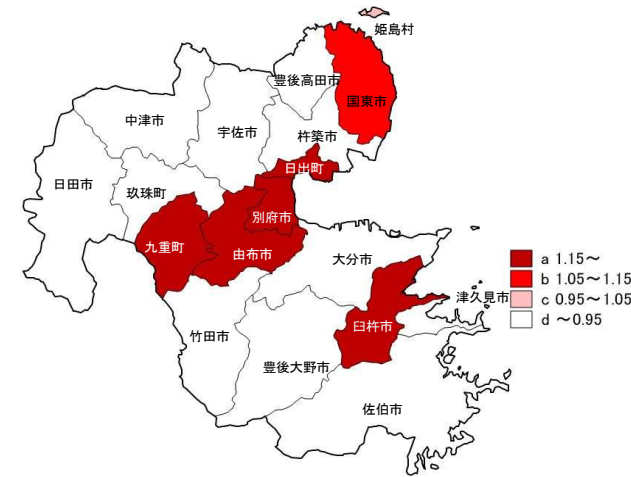 姫島村
豊後高田市
国東市
中津市
宇佐市
杵築市
日出町
日田市
玖珠町
別府市
九重町
由布市
大分市
津久見市
臼杵市
竹田市
豊後大野市
佐伯市
a 1.15～
b 1.05～1.15
c 0.95～1.05
d ～0.95